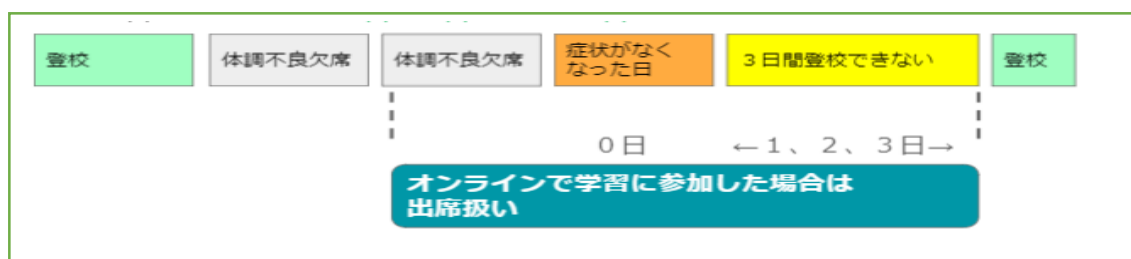 登校
体調不良欠席
体調不良欠席
症状がなく
なった日
3日間登校できない
登校
0日
←1、2、3日→
オンラインで学習に参加した場合は
出席扱い